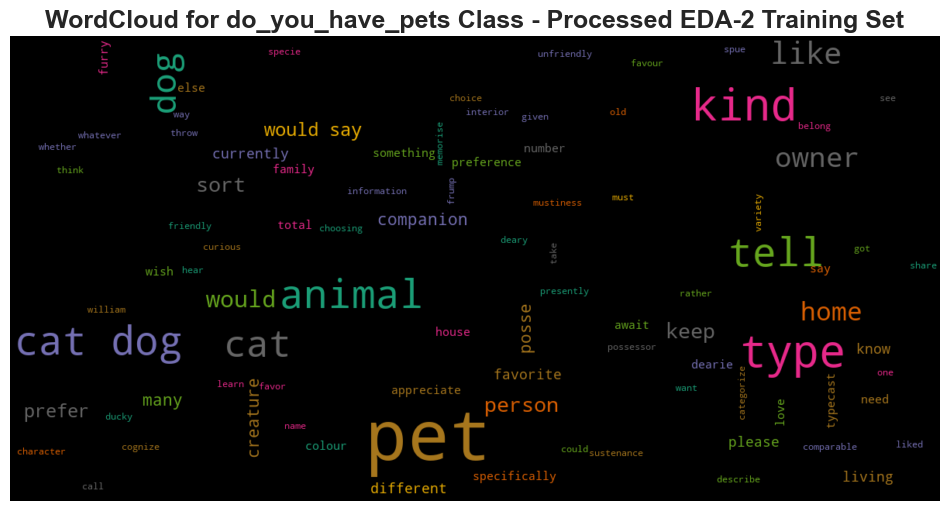 WordCloud for do_you_have_pets Class - Processed EDA-2 Training Set
furry
specie
unfriendly
spue
favour
like
dog
else
choice
see
kind
way
interior
given
old
belong
whatever
throw
would say
memorise
whether
currently
something
preference
number
owner
think
family
sort
information
frump
mustiness
must
variety
friendly
total
choosing
companion
deary
curious
take
tell
got
wish
hear
say
share
william
would
animal
presently
rather
home
cat dog
cat
house
posse
await
keep
possessor
type
know
dearie
one
learn
favor
creature
appreciate
favorite
want
categorize
typecast
need
prefer
ducky
many
name
person
love
character
cognize
colour
pet
could
sustenance
please
comparable
liked
call
different
specifically
describe
living